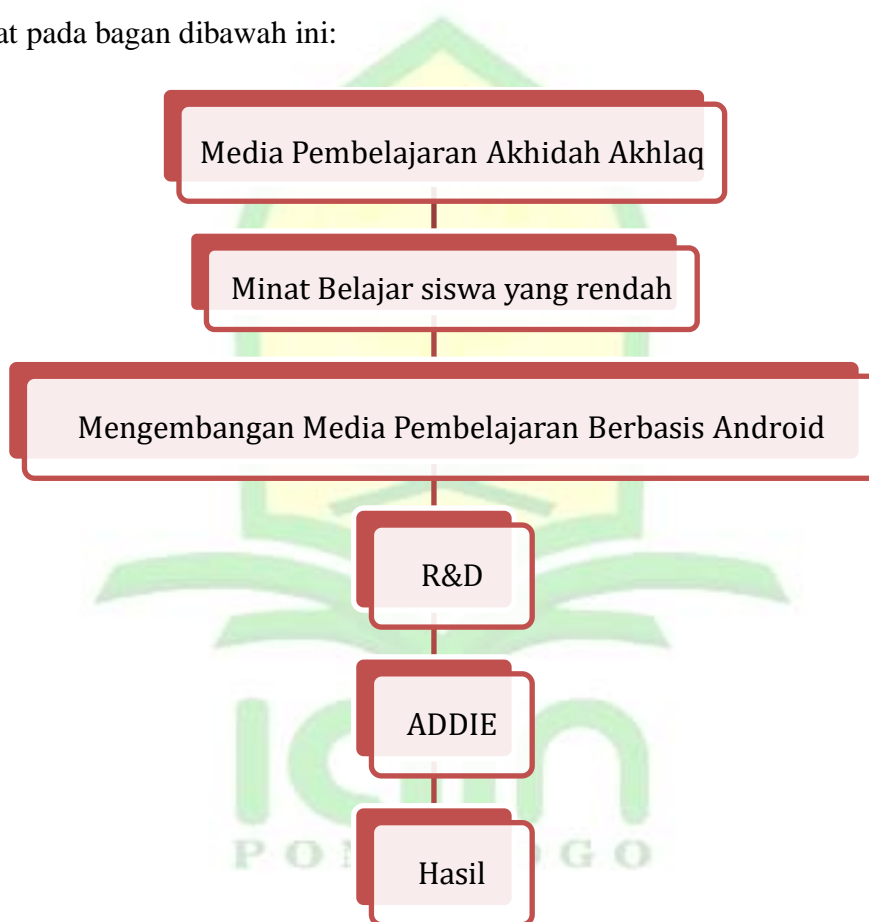 at pada bagan dibawah ini:
Media Pembelajaran Akhidah Akhlaq
Minat Belajar siswa yang rendah
Mengembangan Media Pembelajaran Berbasis Android
R&D
ADDIE
Hasil